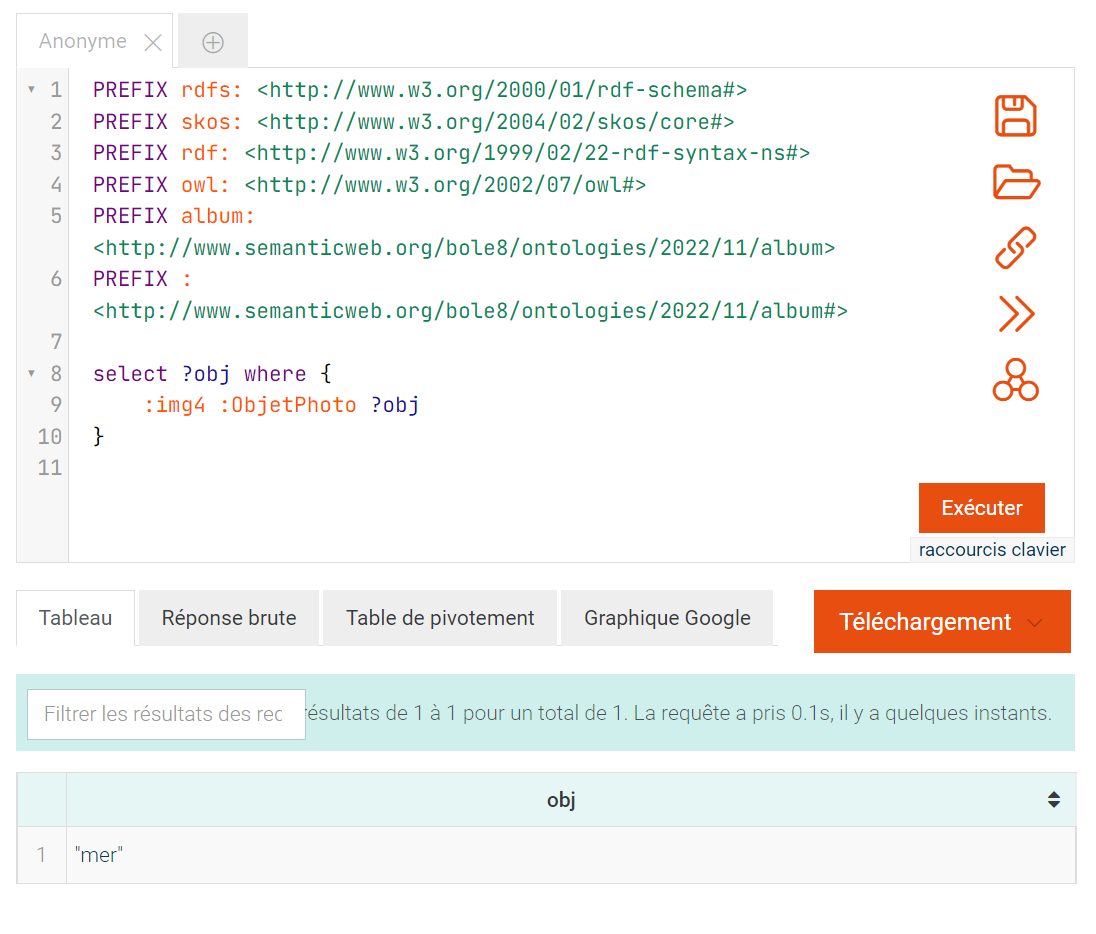 Anonyme
1 PREFIX rdfs: <http://www.w3.org/2000/01/rdf-schema#>
2 PREFIX skos: <http://www.w3.org/2004/02/skos/core#>
3 PREFIX rdf: <http://www.w3.org/1999/02/22-rdf-syntax-ns#>
4 PREFIX owl: <http://www.w3.org/2002/07/owl#>
5 PREFIX album:
<http://www.semanticweb.org/bole8/ontologies/2022/11/album>
6 PREFIX :
<http://www.semanticweb.org/bole8/ontologies/2022/11/album#>
7
8 select ?obj where {
9 :img4 :ObjetPhoto ?obj
10 }
11
Exécuter
raccourcis clavier
Tableau Réponse brute Table de pivotement Graphique Google Téléchargement
Filtrer les résultats des rec résultats de 1 à 1 pour un total de 1. La requête a pris 0.1s, il y a quelques instants.
obj
1 "mer"